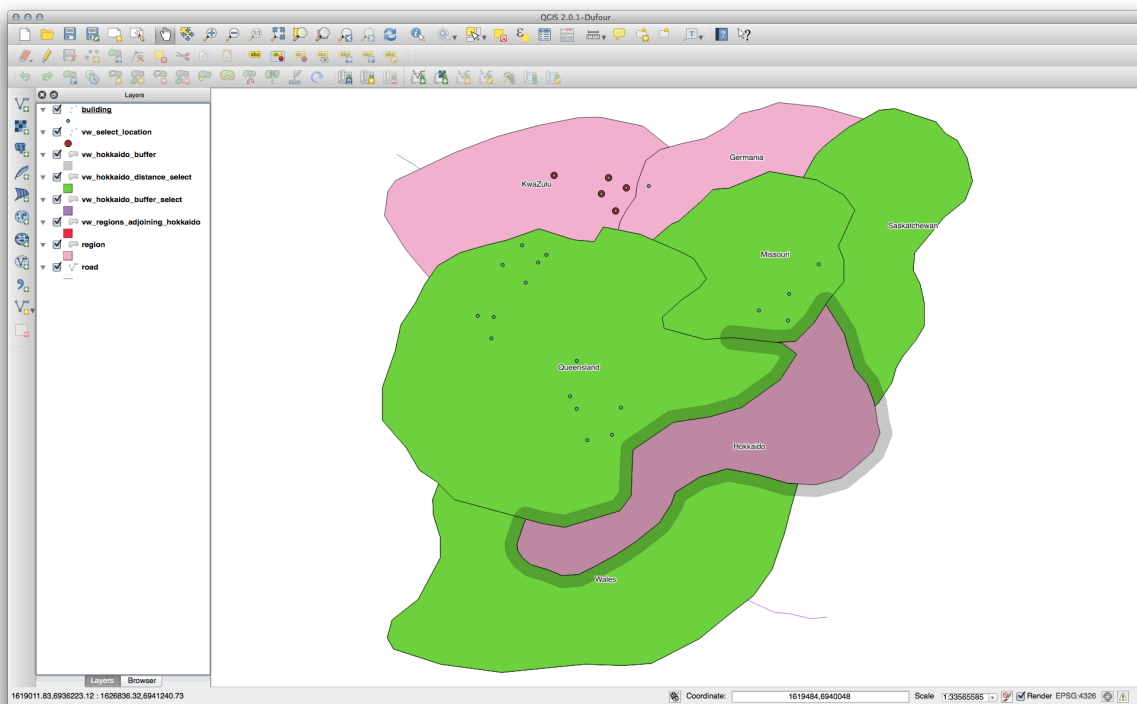 QGIS 2.0.1-Dufour
Layers
building
vw_select_location
vw_hokkaido_buffer
vw_hokkaido_distance_select
vw_hokkaido_buffer_select
vw_regions_adjoining_hokkaido
region
road
Germania
KwaZulu
Saskatchewan
Missouri
Queensland
Hokkaido
Wales
Layers Browser
1619011.83,6936223.12 : 1626836.32,6941240.73
Coordinate: 1619484,6940048 Scale 1:33565585 Render EPSG:4326